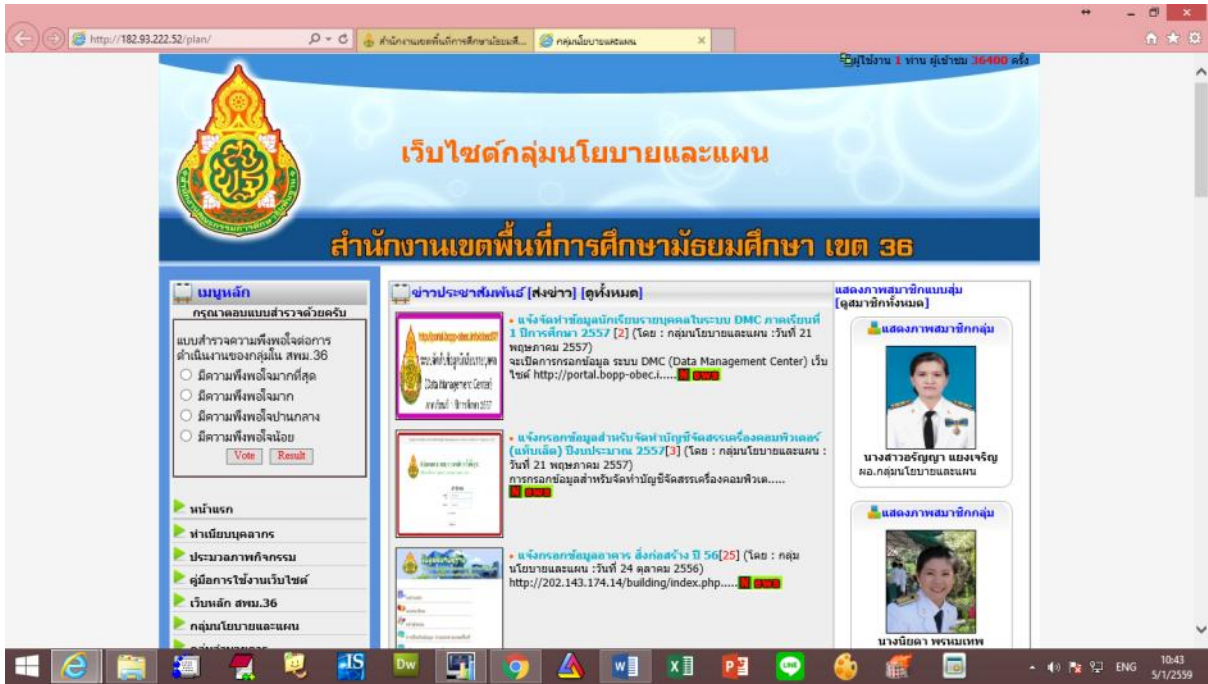 http://182.93.222.52/plan/
สำนักงานเขตพื้นที่การศึกษามัธยมศึ...
กลุ่มนโยบายและแผน
ผู้ใช้งาน 1 ท่าน ผู้เข้าชม 36400 ครั้ง
เว็บไซต์กลุ่มนโยบายและแผน
สำนักงานเขตพื้นที่การศึกษามัธยมศึกษา เขต 36
เมนูหลัก
กรุณาตอบแบบสำรวจด้วยครับ
แบบสำรวจความพึงพอใจต่อการ
ดำเนินงานของกลุ่มใน สพม.36
มีความพึงพอใจมากที่สุด
มีความพึงพอใจมาก
มีความพึงพอใจปานกลาง
มีความพึงพอใจน้อย
Vote Result
หน้าแรก
ทำเนียบบุคลากร
ประมวลภาพกิจกรรม
คู่มือการใช้งานเว็บไซต์
เว็บหลัก สพม.36
กลุ่มนโยบายและแผน
กลุ่มอำนวยการ
ข่าวประชาสัมพันธ์ [ส่งข่าว] [ดูทั้งหมด]
• แจ้งจัดทำข้อมูลนักเรียนรายบุคคลในระบบ DMC ภาคเรียนที่
1 ปีการศึกษา 2557 [2] (โดย : กลุ่มนโยบายและแผน :วันที่ 21
พฤษภาคม 2557)
จะเปิดการกรอกข้อมูล ระบบ DMC (Data Management Center) เว็บ
ไซต์ http://portal.bopp-obec.i.....News
(Data Management Center)
• แจ้งกรอกข้อมูลสำหรับจัดทำบัญชีจัดสรรเครื่องคอมพิวเตอร์
(แท็บเล็ต) ปีงบประมาณ 2557[3] (โดย : กลุ่มนโยบายและแผน :
วันที่ 21 พฤษภาคม 2557)
การกรอกข้อมูลสำหรับจัดทำบัญชีจัดสรรเครื่องคอมพิวเต.....
News
• แจ้งกรอกข้อมูลอาคาร สิ่งก่อสร้าง ปี 56[25] (โดย : กลุ่ม
นโยบายและแผน :วันที่ 24 ตุลาคม 2556)
http://202.143.174.14/building/index.php.....News
แสดงภาพสมาชิกแบบสุ่ม
[ดูสมาชิกทั้งหมด]
แสดงภาพสมาชิกกลุ่ม
นางสาวอรัญญา แยงเจริญ
ผอ.กลุ่มนโยบายและแผน
แสดงภาพสมาชิกกลุ่ม
นางนิยดา พรหมเทพ
ENG
10:43
5/1/2559